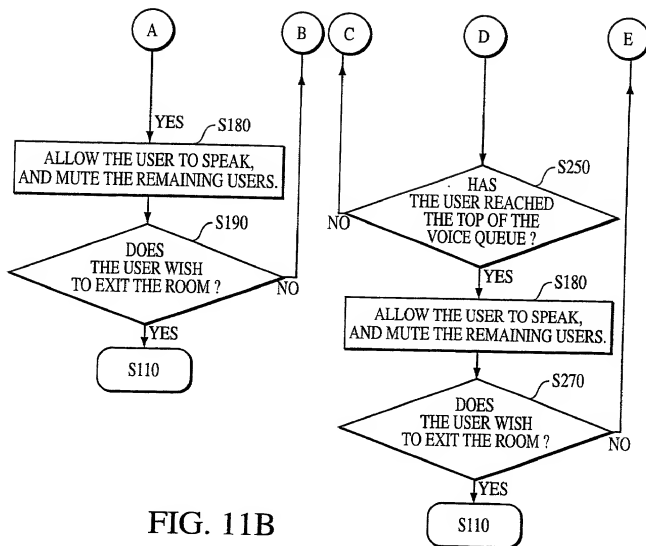 A
B
C
D
E
YES
S180
ALLOW THE USER TO SPEAK,
AND MUTE THE REMAINING USERS.
S190
DOES
THE USER WISH
TO EXIT THE ROOM ?
NO
YES
S110
S250
HAS
THE USER REACHED
THE TOP OF THE
VOICE QUEUE ?
NO
YES
S180
ALLOW THE USER TO SPEAK,
AND MUTE THE REMAINING USERS.
S270
DOES
THE USER WISH
TO EXIT THE ROOM ?
NO
YES
S110
FIG. 11B